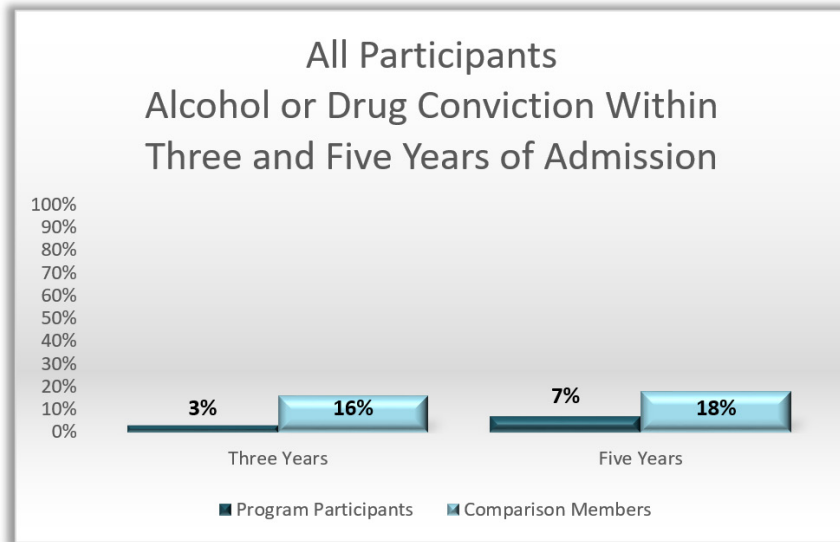 All Participants
Alcohol or Drug Conviction Within
Three and Five Years of Admission
100%
90%
80%
70%
60%
50%
40%
30%
20%
10%
0%
3%
16%
7%
18%
Three Years
Five Years
Program Participants
Comparison Members